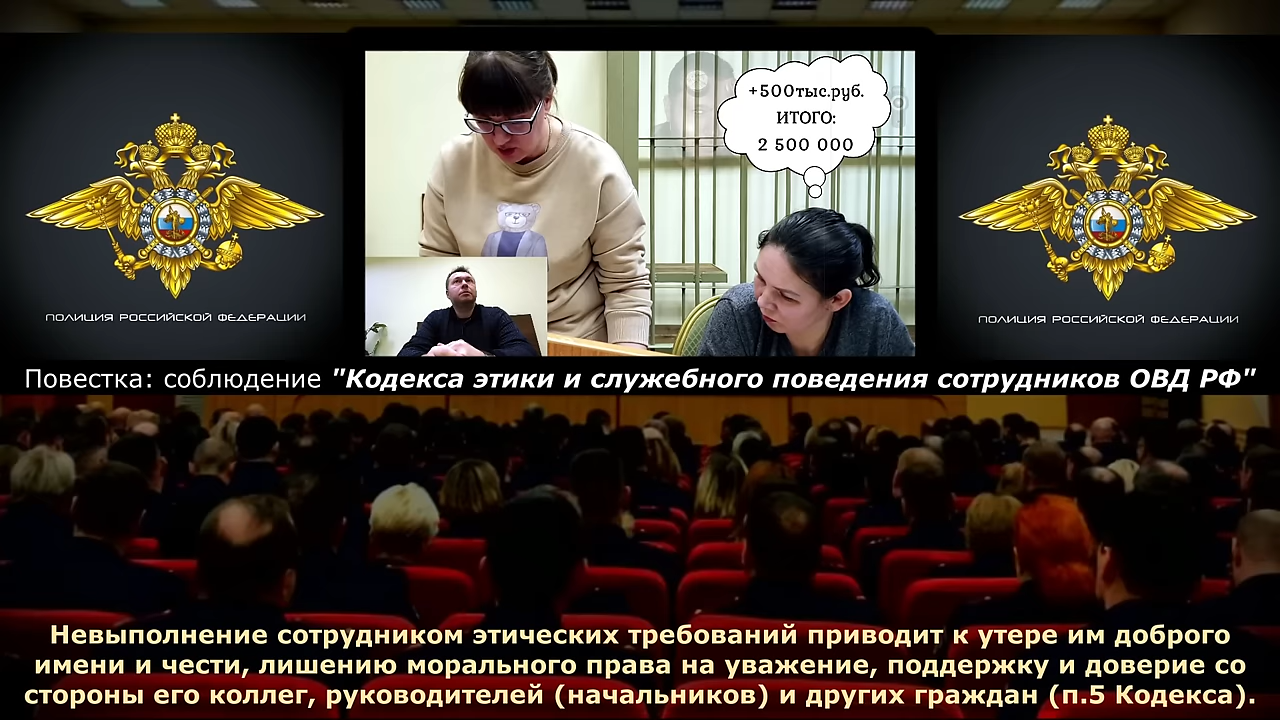 +500тыс.руб.
ИТОГО:
2 500 000
ПОЛИЦИЯ РОССИЙСКОЙ ФЕДЕРАЦИИ
ПОЛИЦИЯ РОССИЙСКОЙ ФЕДЕРАЦИИ
Повестка: соблюдение "Кодекса этики и служебного поведения сотрудников ОВД РФ"
Невыполнение сотрудником этических требований приводит к утере им доброго
имени и чести, лишению морального права на уважение, поддержку и доверие со
стороны его коллег, руководителей (начальников) и других граждан (п.5 Кодекса).